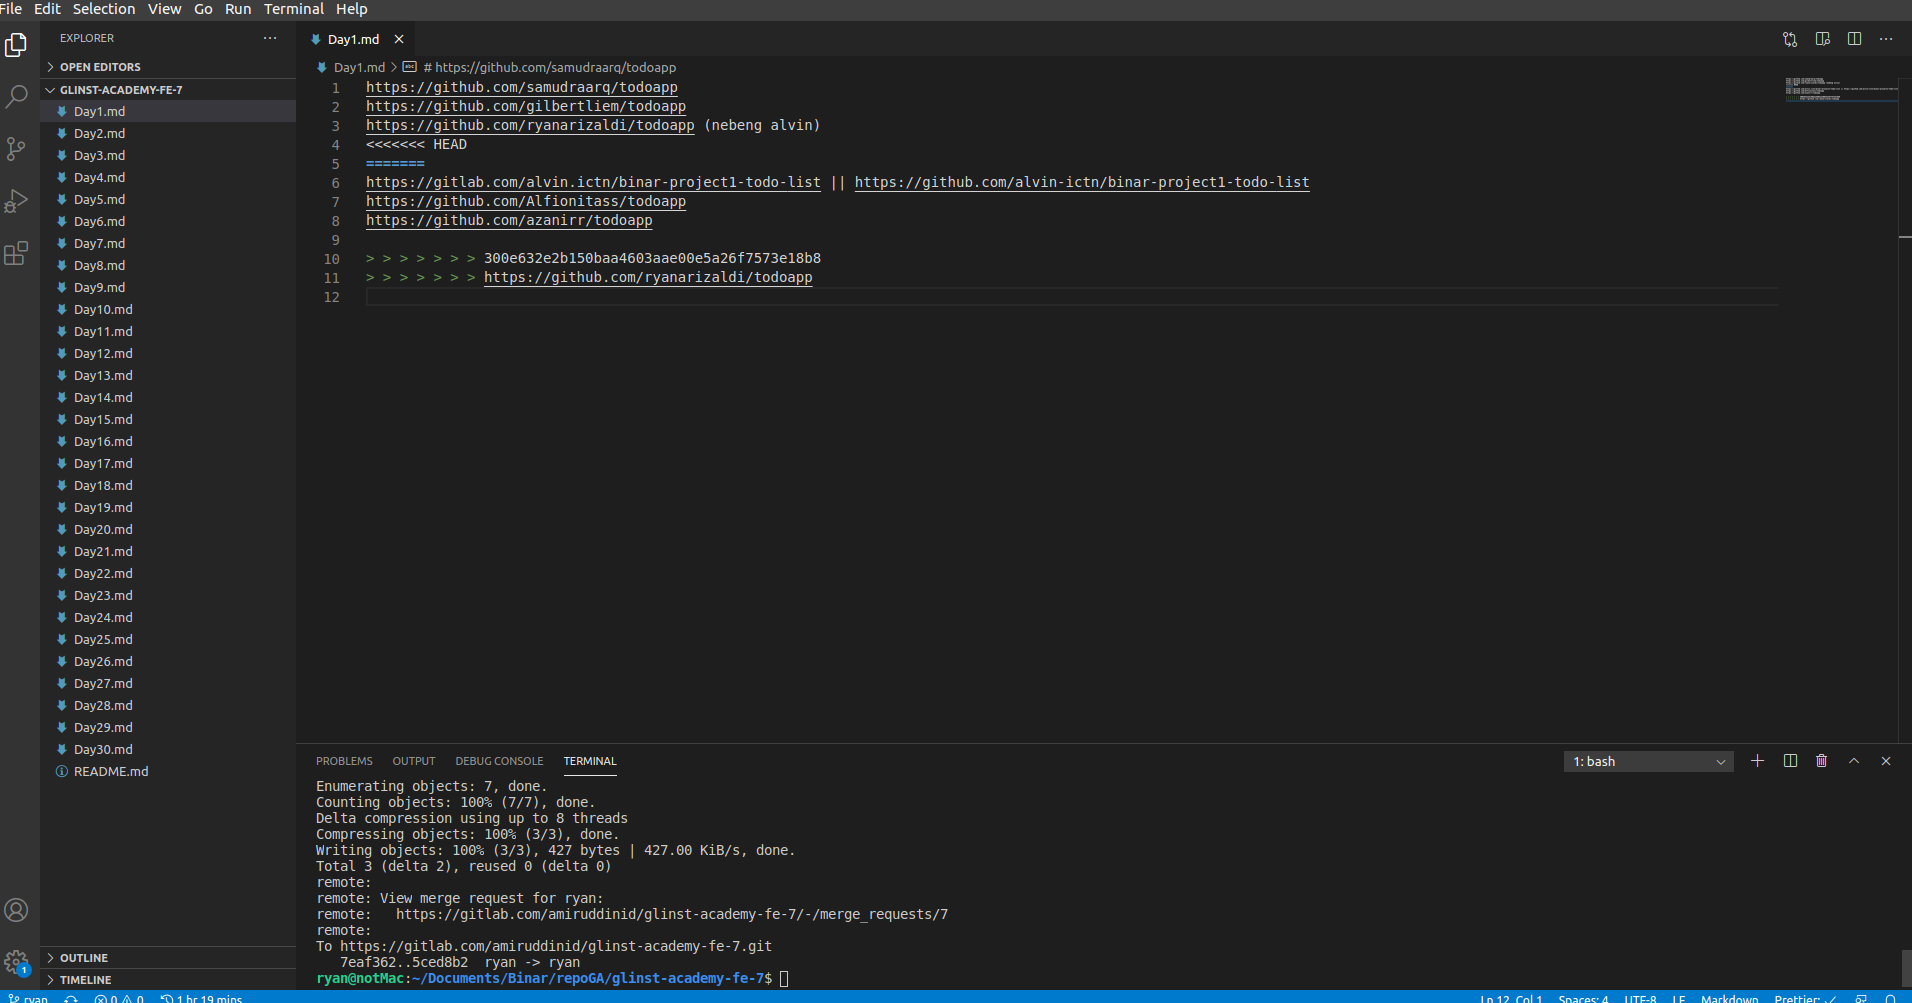 File Edit Selection View Go Run Terminal Help
EXPLORER ···
OPEN EDITORS
GLINST-ACADEMY-FE-7
Day1.md
Day2.md
Day3.md
Day4.md
Day5.md
Day6.md
Day7.md
Day8.md
Day9.md
Day10.md
Day11.md
Day12.md
Day13.md
Day14.md
Day15.md
Day16.md
Day17.md
Day18.md
Day19.md
Day20.md
Day21.md
Day22.md
Day23.md
Day24.md
Day25.md
Day26.md
Day27.md
Day28.md
Day29.md
Day30.md
README.md
OUTLINE
TIMELINE
1
Day1.md
Day1.md > # https://github.com/samudraarq/todoapp
1 https://github.com/samudraarq/todoapp
2 https://github.com/gilbertliem/todoapp
3 https://github.com/ryanarizaldi/todoapp (nebeng alvin)
4 <<<<<<< HEAD
5 =======
6 https://gitlab.com/alvin.ictn/binar-project1-todo-list || https://github.com/alvin-ictn/binar-project1-todo-list
7 https://github.com/Alfionitass/todoapp
8 https://github.com/azanirr/todoapp
9
10 > > > > > > > 300e632e2b150baa4603aae00e5a26f7573e18b8
11 > > > > > > > https://github.com/ryanarizaldi/todoapp
12
PROBLEMS OUTPUT DEBUG CONSOLE TERMINAL
1: bash
Enumerating objects: 7, done.
Counting objects: 100% (7/7), done.
Delta compression using up to 8 threads
Compressing objects: 100% (3/3), done.
Writing objects: 100% (3/3), 427 bytes | 427.00 KiB/s, done.
Total 3 (delta 2), reused 0 (delta 0)
remote:
remote: View merge request for ryan:
remote:   https://gitlab.com/amiruddinid/glinst-academy-fe-7/-/merge_requests/7
remote:
To https://gitlab.com/amiruddinid/glinst-academy-fe-7.git
   7eaf362..5ced8b2  ryan -> ryan
ryan@notMac:~/Documents/Binar/repoGA/glinst-academy-fe-7$
ryan 0 0 1 hr 19 mins
Ln 12, Col 1 Spaces: 4 UTF-8 LF Markdown Prettier: ✓